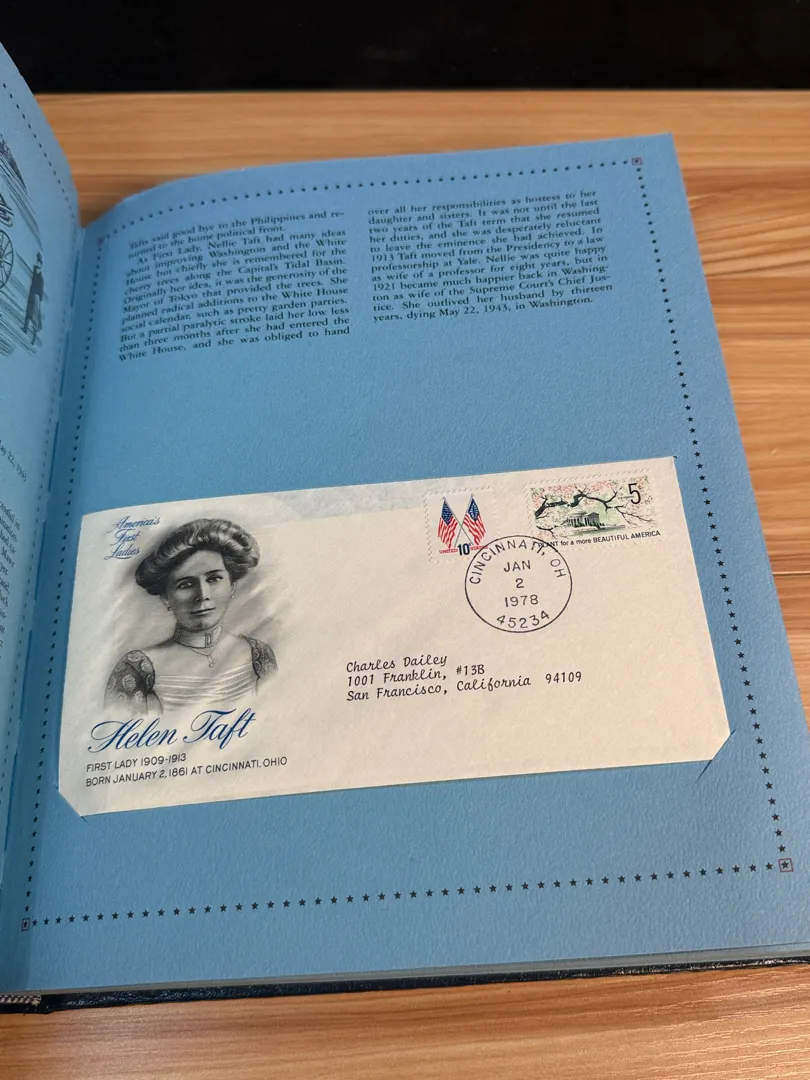 Tafts said good bye to the Philippines and re-
turned to the home political front.
As First Lady, Nellie Taft had many ideas
about improving Washington and the White
House but chiefly she is remembered for the
cherry trees along the Capital's Tidal Basin.
Originally her idea, it was the generosity of the
Mayor of Tokyo that provided the trees. She
planned radical additions to the White House
social calendar, such as pretty garden parties.
But a partial paralytic stroke laid her low less
than three months after she had entered the
White House, and she was obliged to hand
over all her responsibilities as hostess to her
daughter and sisters. It was not until the last
two years of the Taft term that she resumed
her duties, and she was desperately reluctant
to leave the eminence she had achieved. In
1913 Taft moved from the Presidency to a law
professorship at Yale. Nellie was quite happy
as wife of a professor for eight years, but in
1921 became much happier back in Washing-
ton as wife of the Supreme Court's Chief Jus-
tice. She outlived her husband by thirteen
years, dying May 22, 1943, in Washington.
May 22, 1943
America's
First
Ladies
UNITED 10c STATES
5c
PLANT for a more BEAUTIFUL AMERICA
CINCINNATI, OH
JAN
2
1978
45234
Charles Dailey
1001 Franklin, #13B
San Francisco, California 94109
Helen Taft
FIRST LADY 1909-1913
BORN JANUARY 2, 1861 AT CINCINNATI, OHIO